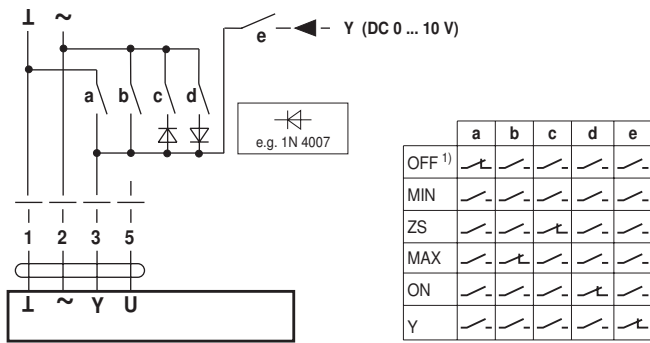 ⊥ ~
e Y (DC 0 ... 10 V)
a b c d
e.g. 1N 4007
1 2 3 5
⊥ ~ Y U
a b c d e
OFF 1)
MIN
ZS
MAX
ON
Y